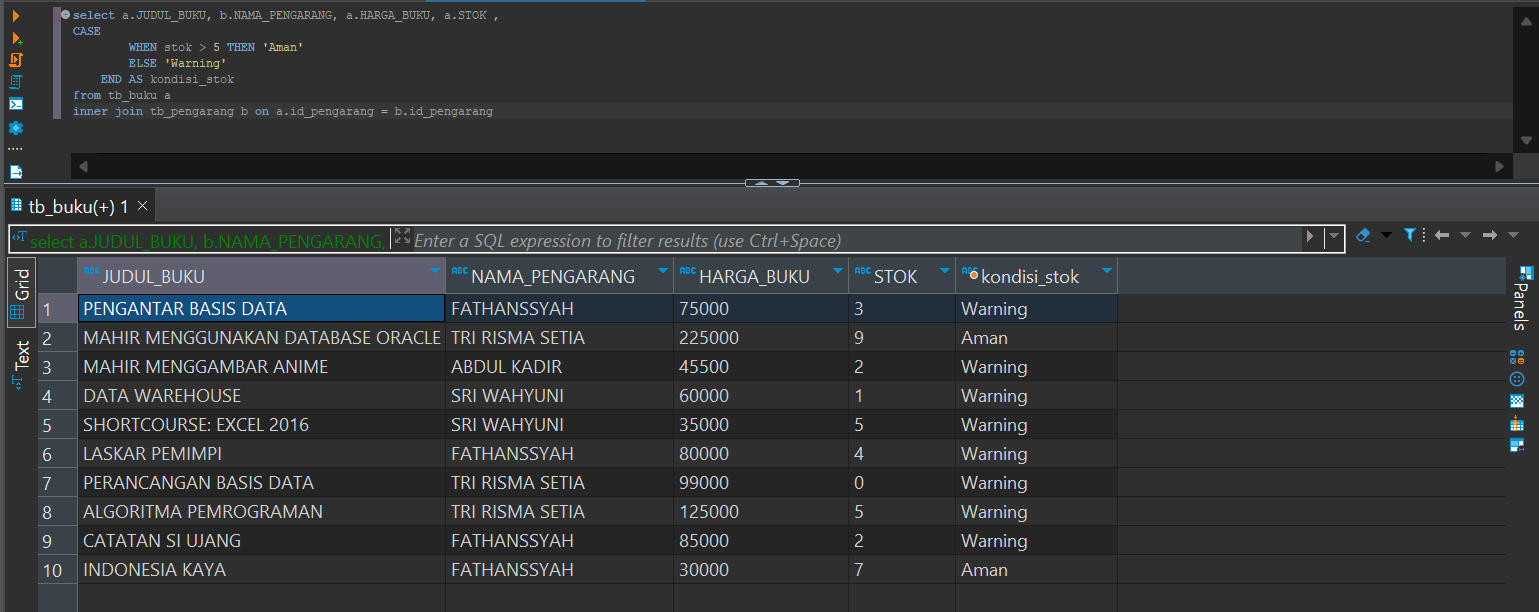 select a.JUDUL_BUKU, b.NAMA_PENGARANG, a.HARGA_BUKU, a.STOK ,
CASE
WHEN stok > 5 THEN 'Aman'
ELSE 'Warning'
END AS kondisi_stok
from tb_buku a
inner join tb_pengarang b on a.id_pengarang = b.id_pengarang
tb_buku(+) 1
select a.JUDUL_BUKU, b.NAMA_PENGARANG, Enter a SQL expression to filter results (use Ctrl+Space)
Grid
Text
Panels
ABC JUDUL_BUKU ABC NAMA_PENGARANG ABC HARGA_BUKU ABC STOK ABC kondisi_stok
1 PENGANTAR BASIS DATA FATHANSSYAH 75000 3 Warning
2 MAHIR MENGGUNAKAN DATABASE ORACLE TRI RISMA SETIA 225000 9 Aman
3 MAHIR MENGGAMBAR ANIME ABDUL KADIR 45500 2 Warning
4 DATA WAREHOUSE SRI WAHYUNI 60000 1 Warning
5 SHORTCOURSE: EXCEL 2016 SRI WAHYUNI 35000 5 Warning
6 LASKAR PEMIMPI FATHANSSYAH 80000 4 Warning
7 PERANCANGAN BASIS DATA TRI RISMA SETIA 99000 0 Warning
8 ALGORITMA PEMROGRAMAN TRI RISMA SETIA 125000 5 Warning
9 CATATAN SI UJANG FATHANSSYAH 85000 2 Warning
10 INDONESIA KAYA FATHANSSYAH 30000 7 Aman